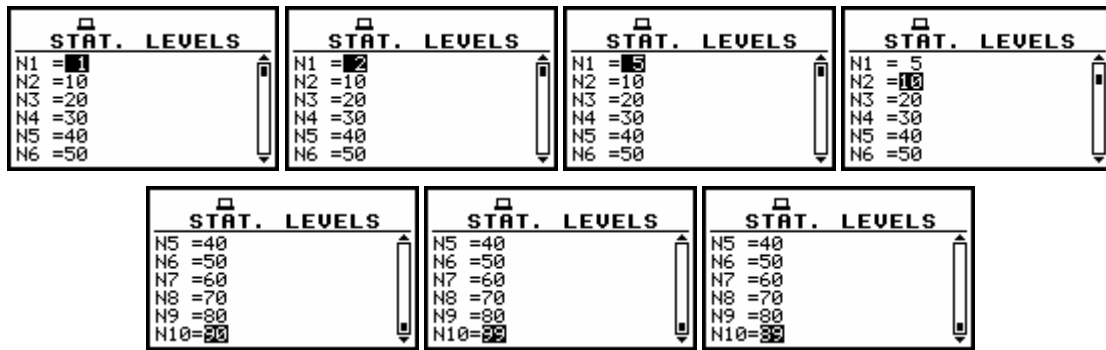 STAT. LEVELS
N1 = 1
N2 =10
N3 =20
N4 =30
N5 =40
N6 =50
STAT. LEVELS
N1 = 2
N2 =10
N3 =20
N4 =30
N5 =40
N6 =50
STAT. LEVELS
N1 = 5
N2 =10
N3 =20
N4 =30
N5 =40
N6 =50
STAT. LEVELS
N1 = 5
N2 =10
N3 =20
N4 =30
N5 =40
N6 =50
STAT. LEVELS
N5 =40
N6 =50
N7 =60
N8 =70
N9 =80
N10=90
STAT. LEVELS
N5 =40
N6 =50
N7 =60
N8 =70
N9 =80
N10=99
STAT. LEVELS
N5 =40
N6 =50
N7 =60
N8 =70
N9 =80
N10=89